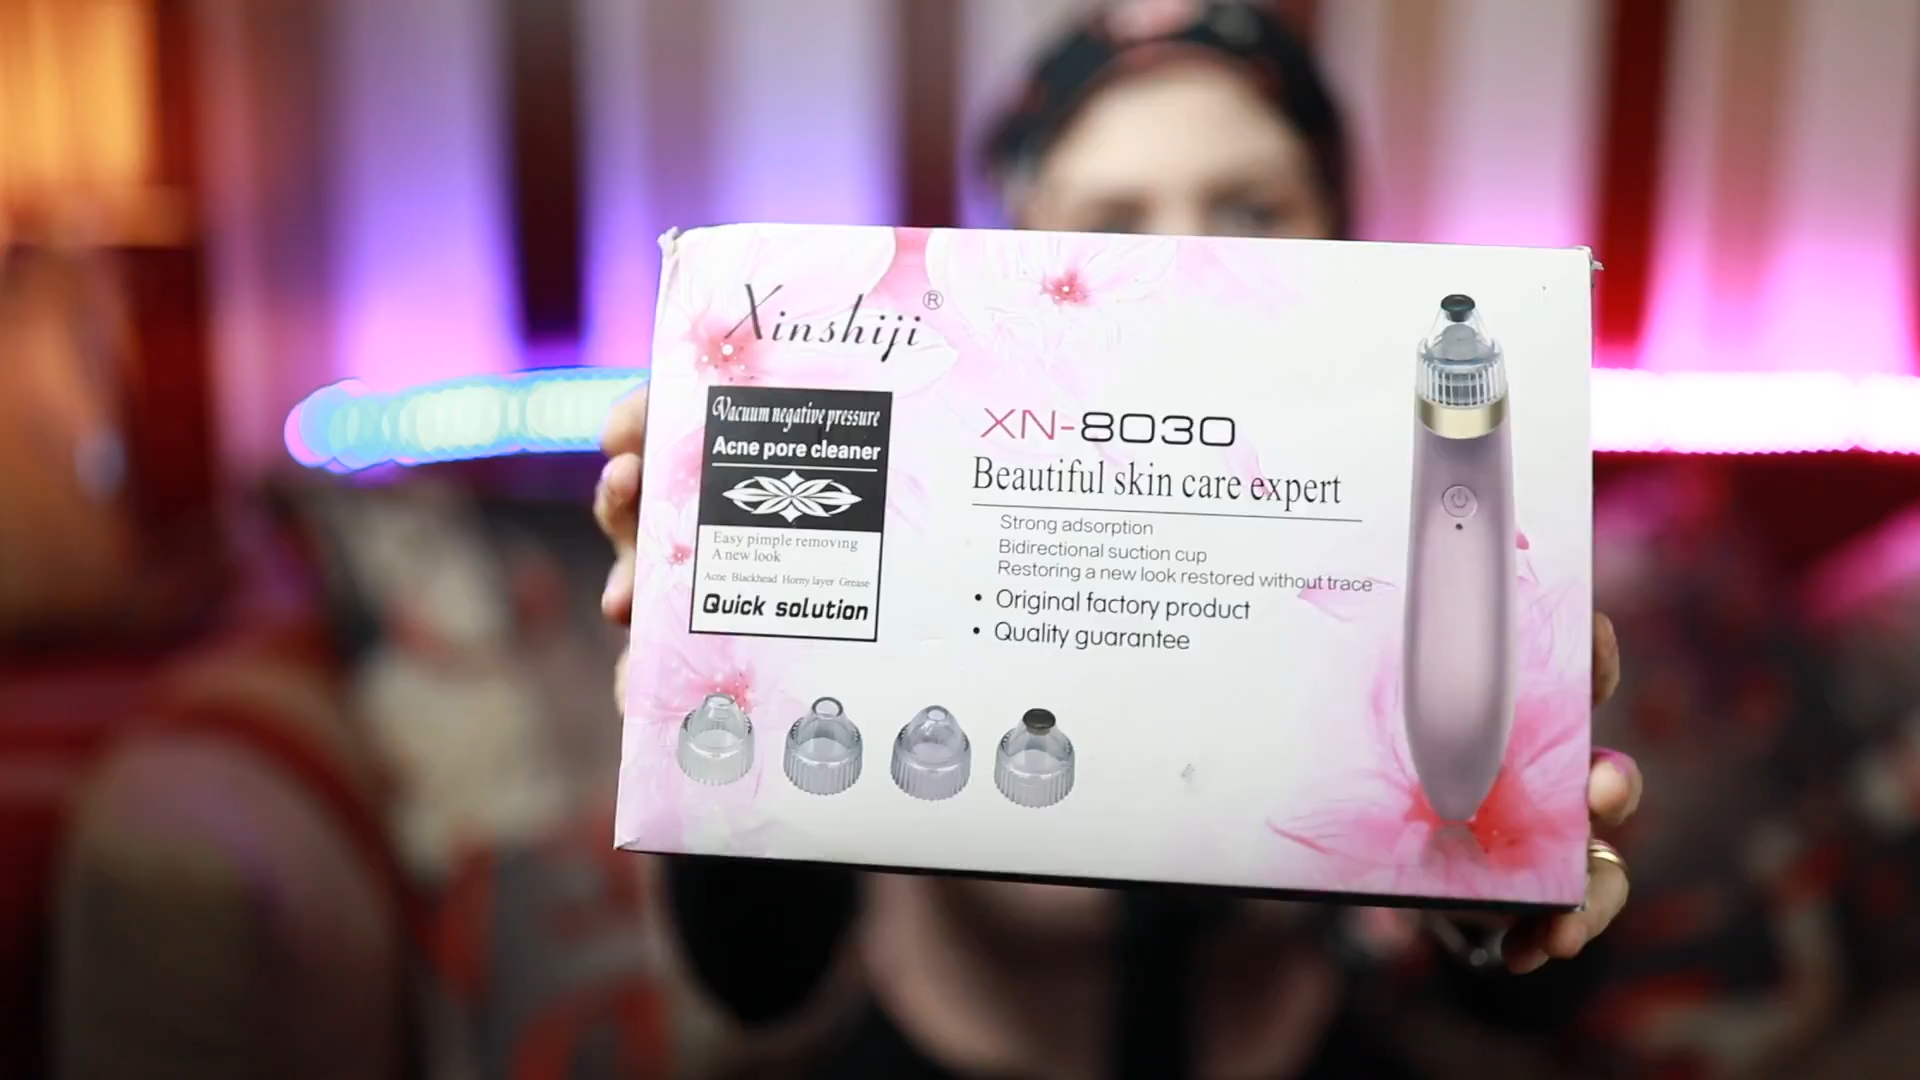 Xinshiji®
Vacuum negative pressure
Acne pore cleaner
Easy pimple removing
A new look
Acne Blackhead Horny layer Grease
Quick solution
XN-8030
Beautiful skin care expert
Strong adsorption
Bidirectional suction cup
Restoring a new look restored without trace
• Original factory product
• Quality guarantee